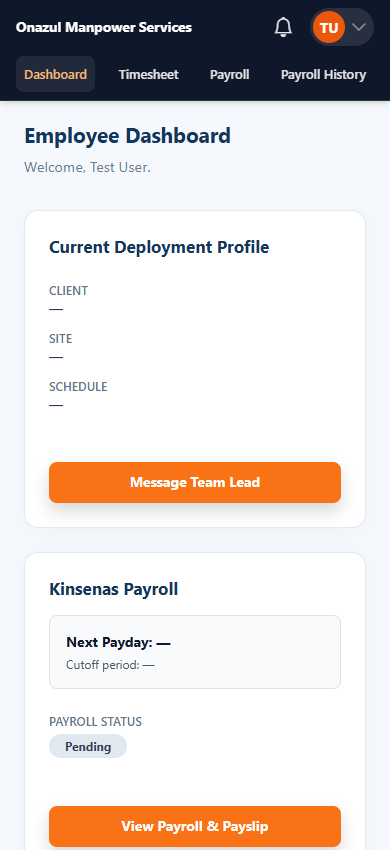 Onazul Manpower Services
TU
Dashboard Timesheet Payroll Payroll History
Employee Dashboard
Welcome, Test User.
Current Deployment Profile
CLIENT
—
SITE
—
SCHEDULE
—
Message Team Lead
Kinsenas Payroll
Next Payday: —
Cutoff period: —
PAYROLL STATUS
Pending
View Payroll & Payslip